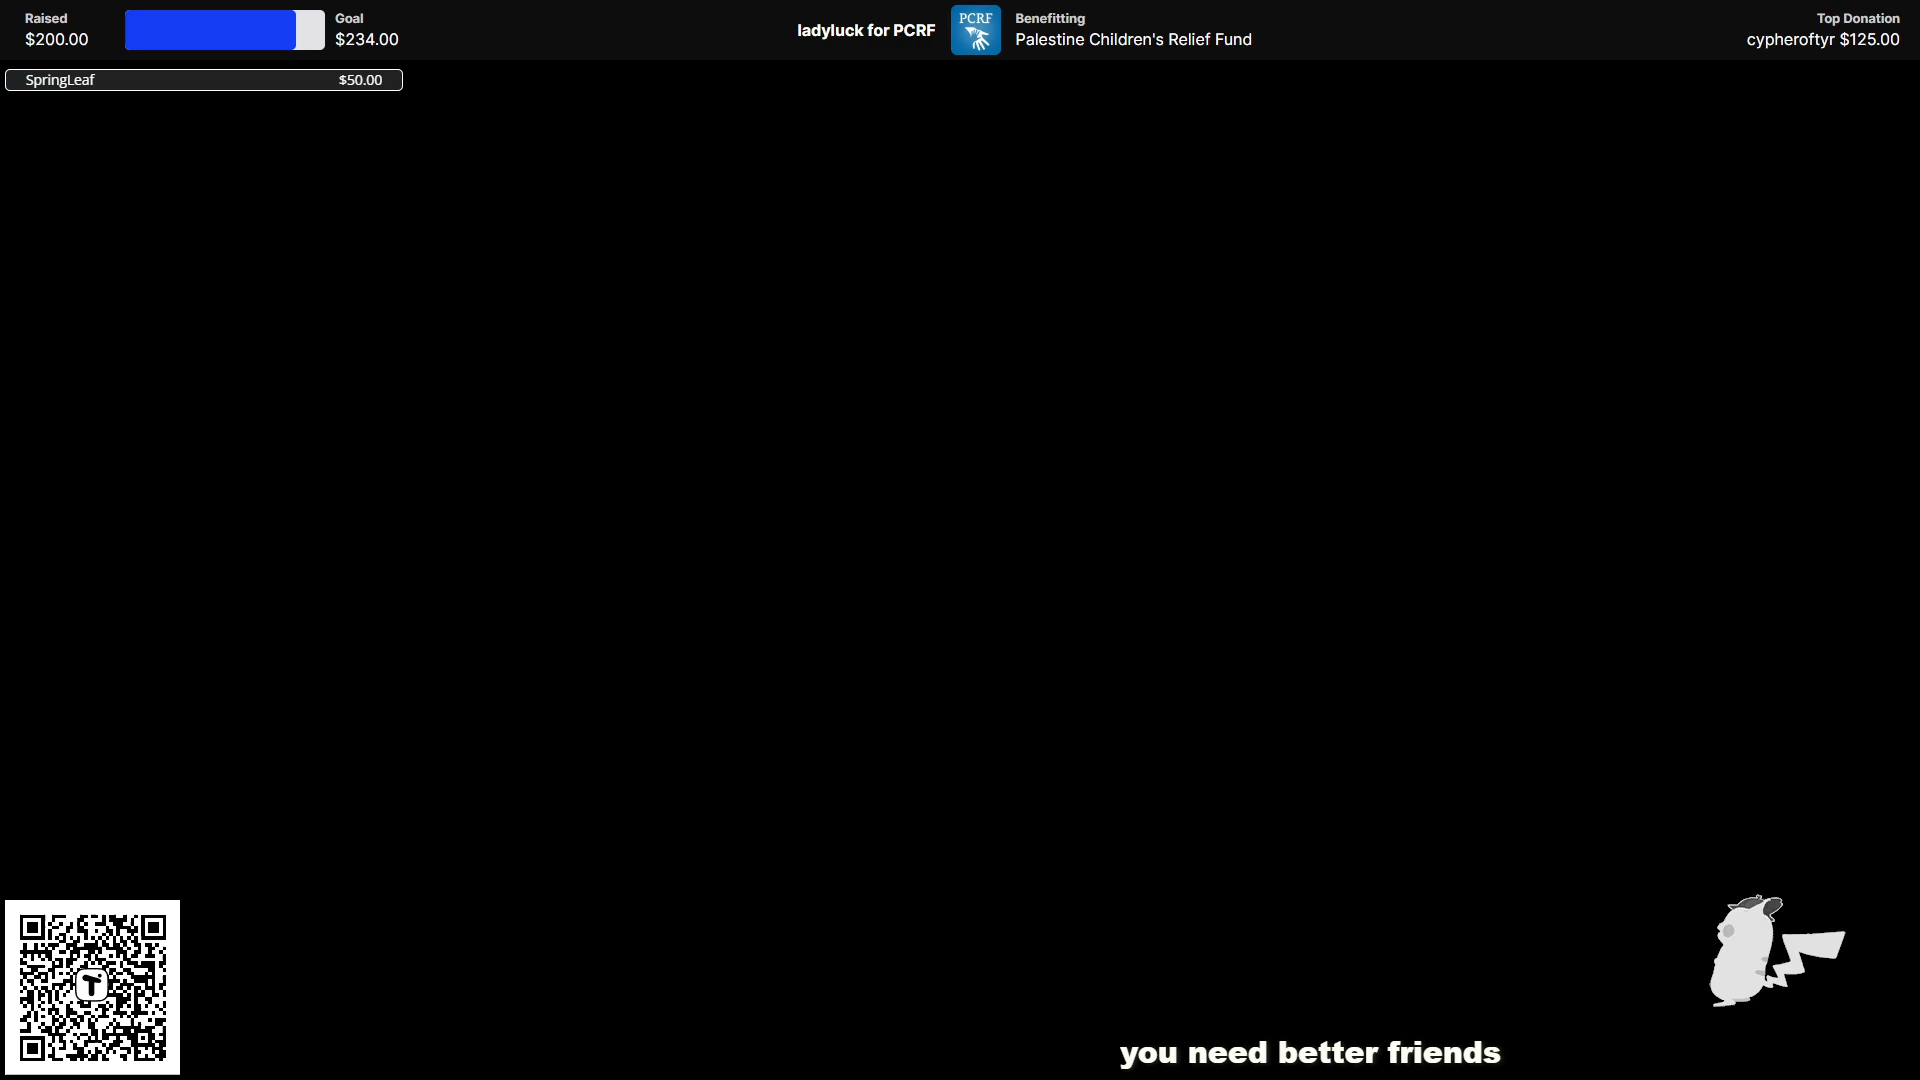 Raised
$200.00
Goal
$234.00
ladyluck for PCRF
PCRF
Benefitting
Palestine Children's Relief Fund
Top Donation
cypheroftyr $125.00
SpringLeaf $50.00
T
you need better friends